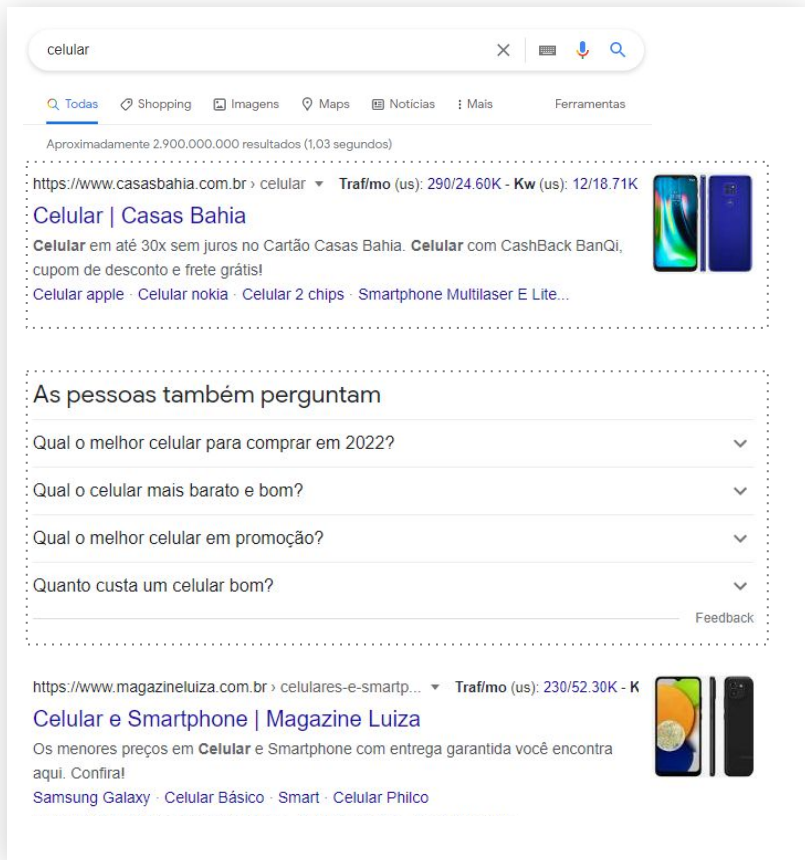 celular
Todas Shopping Imagens Maps Notícias Mais Ferramentas
Aproximadamente 2.900.000.000 resultados (1,03 segundos)
https://www.casasbahia.com.br › celular ▼ Traf/mo (us): 290/24.60K - Kw (us): 12/18.71K
Celular | Casas Bahia
Celular em até 30x sem juros no Cartão Casas Bahia. Celular com CashBack BanQi,
cupom de desconto e frete grátis!
Celular apple · Celular nokia · Celular 2 chips · Smartphone Multilaser E Lite...
As pessoas também perguntam
Qual o melhor celular para comprar em 2022?
Qual o celular mais barato e bom?
Qual o melhor celular em promoção?
Quanto custa um celular bom?
Feedback
https://www.magazineluiza.com.br › celulares-e-smartp... ▼ Traf/mo (us): 230/52.30K - K
Celular e Smartphone | Magazine Luiza
Os menores preços em Celular e Smartphone com entrega garantida você encontra
aqui. Confira!
Samsung Galaxy · Celular Básico · Smart · Celular Philco